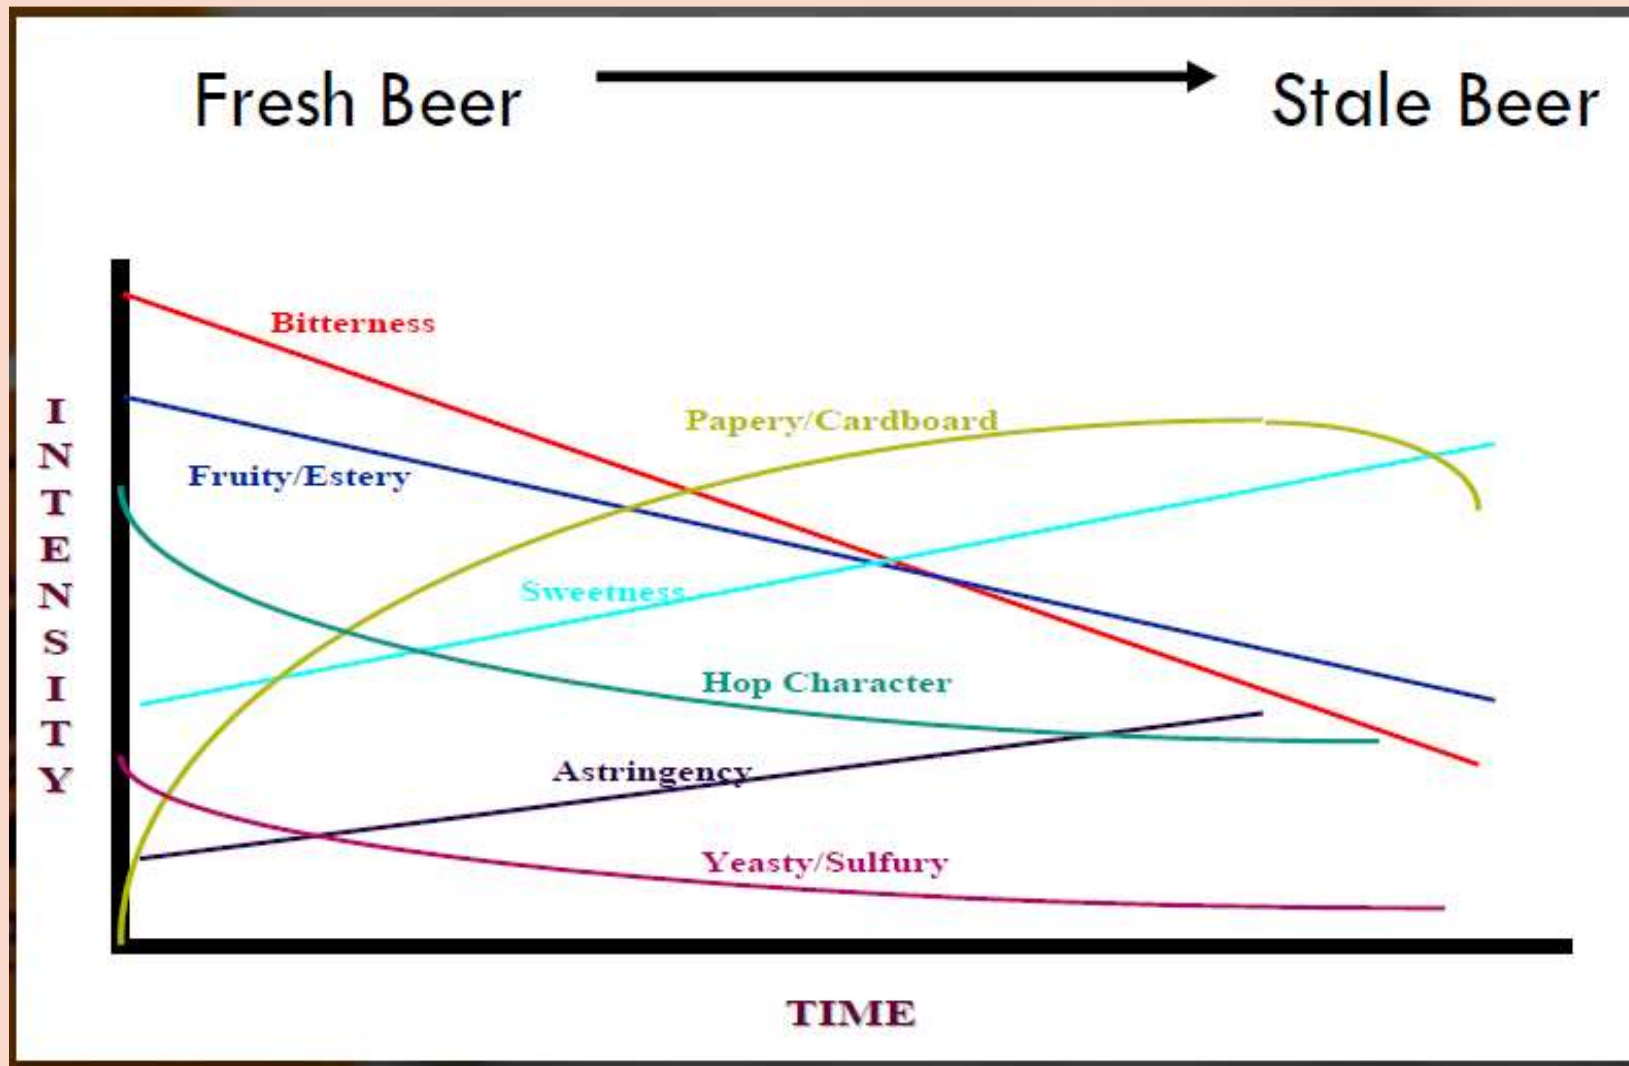 Fresh Beer
Stale Beer
Bitterness
Papery/Cardboard
Fruity/Estery
Sweetness
Hop Character
Astringency
Yeasty/Sulfury
INTENSITY
TIME